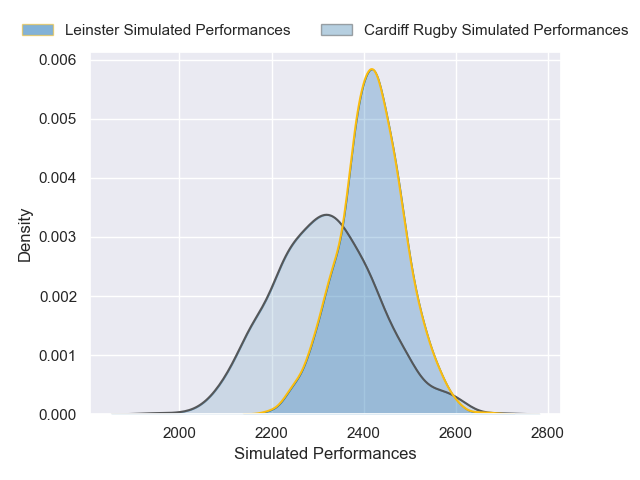 Leinster Simulated Performances
Cardiff Rugby Simulated Performances
0.006
0.005
0.004
0.003
0.002
0.001
0.000
Density
2000 2200 2400 2600 2800
Simulated Performances